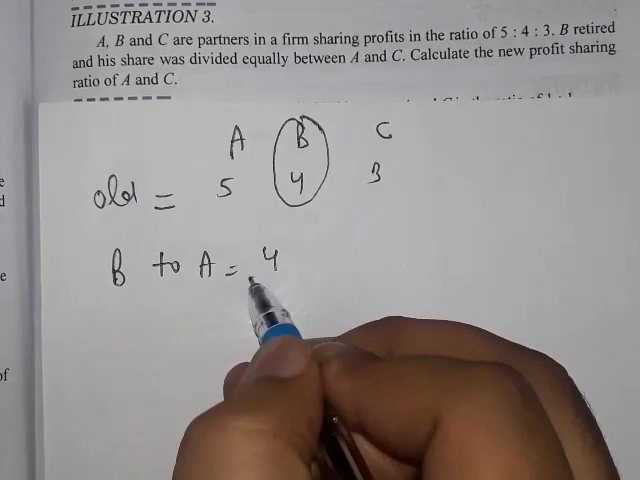 ILLUSTRATION 3.
A, B and C are partners in a firm sharing profits in the ratio of 5 : 4 : 3. B retired
and his share was divided equally between A and C. Calculate the new profit sharing
ratio of A and C.
A B C
old = 5 4 3
B to A = 4
e
d
e
of